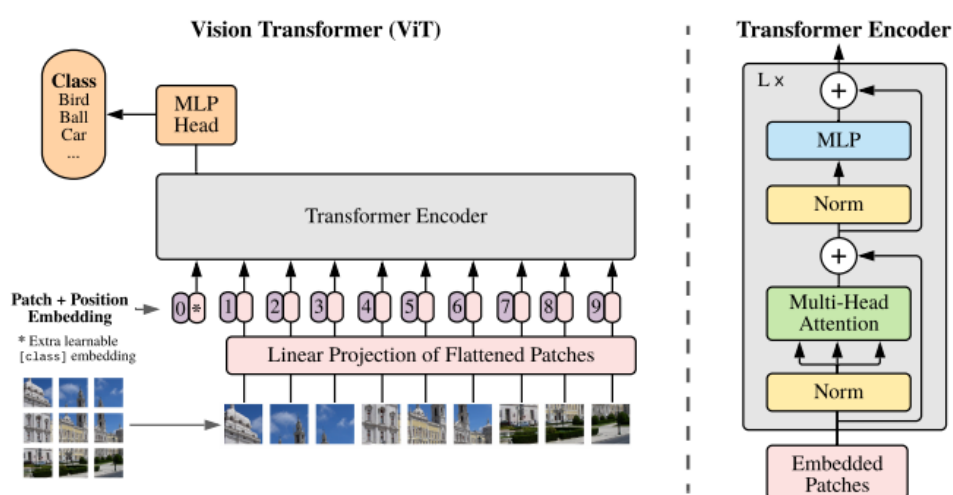 Vision Transformer (ViT)
Class
Bird
Ball
Car
...
MLP
Head
Transformer Encoder
Patch + Position
Embedding
0 * 1 2 3 4 5 6 7 8 9
* Extra learnable
[class] embedding
Linear Projection of Flattened Patches
Transformer Encoder
L ×
+
MLP
Norm
+
Multi-Head
Attention
Norm
Embedded
Patches